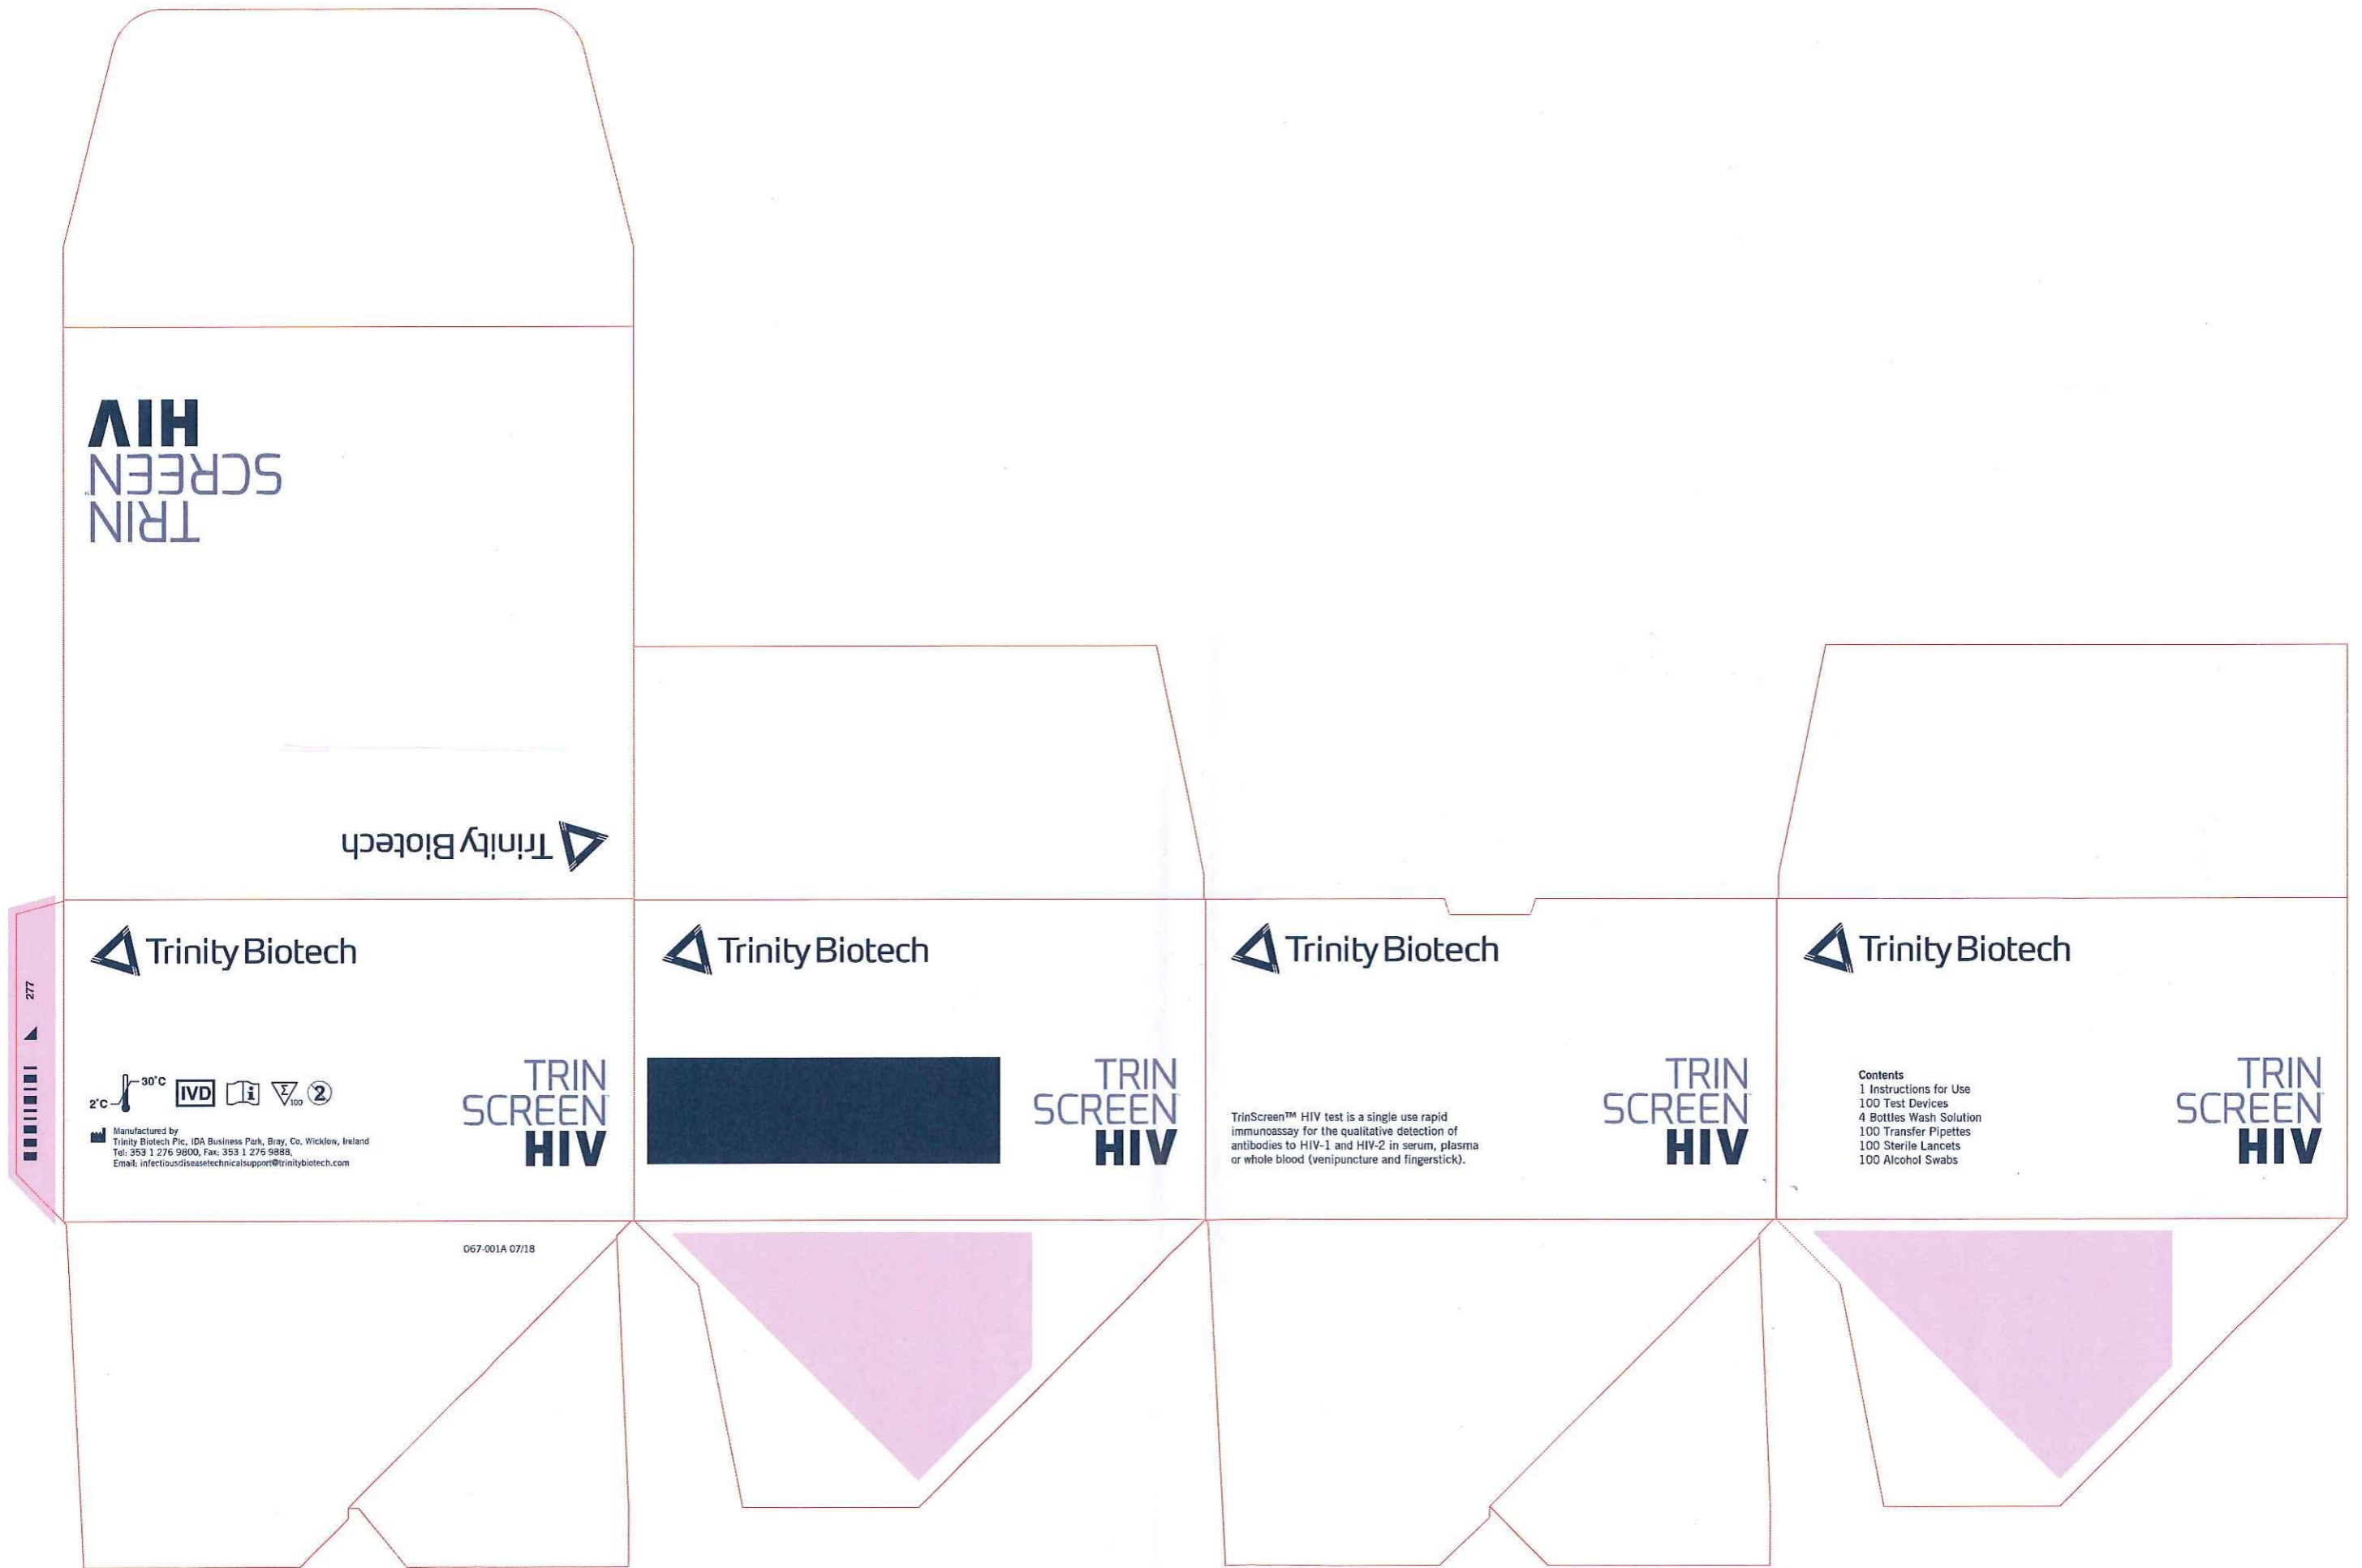 HIV
SCREEN™
TRIN
Trinity Biotech
277
Trinity Biotech
2°C
30°C
IVD
i
Σ
100
2
Manufactured by
Trinity Biotech Plc, IDA Business Park, Bray, Co. Wicklow, Ireland
Tel: 353 1 276 9800, Fax: 353 1 276 9888,
Email: infectiousdiseasetechnicalsupport@trinitybiotech.com
TRIN
SCREEN™
HIV
067-001A 07/18
Trinity Biotech
TRIN
SCREEN™
HIV
Trinity Biotech
TrinScreen™ HIV test is a single use rapid
immunoassay for the qualitative detection of
antibodies to HIV-1 and HIV-2 in serum, plasma
or whole blood (venipuncture and fingerstick).
TRIN
SCREEN™
HIV
Trinity Biotech
Contents
1 Instructions for Use
100 Test Devices
4 Bottles Wash Solution
100 Transfer Pipettes
100 Sterile Lancets
100 Alcohol Swabs
TRIN
SCREEN™
HIV